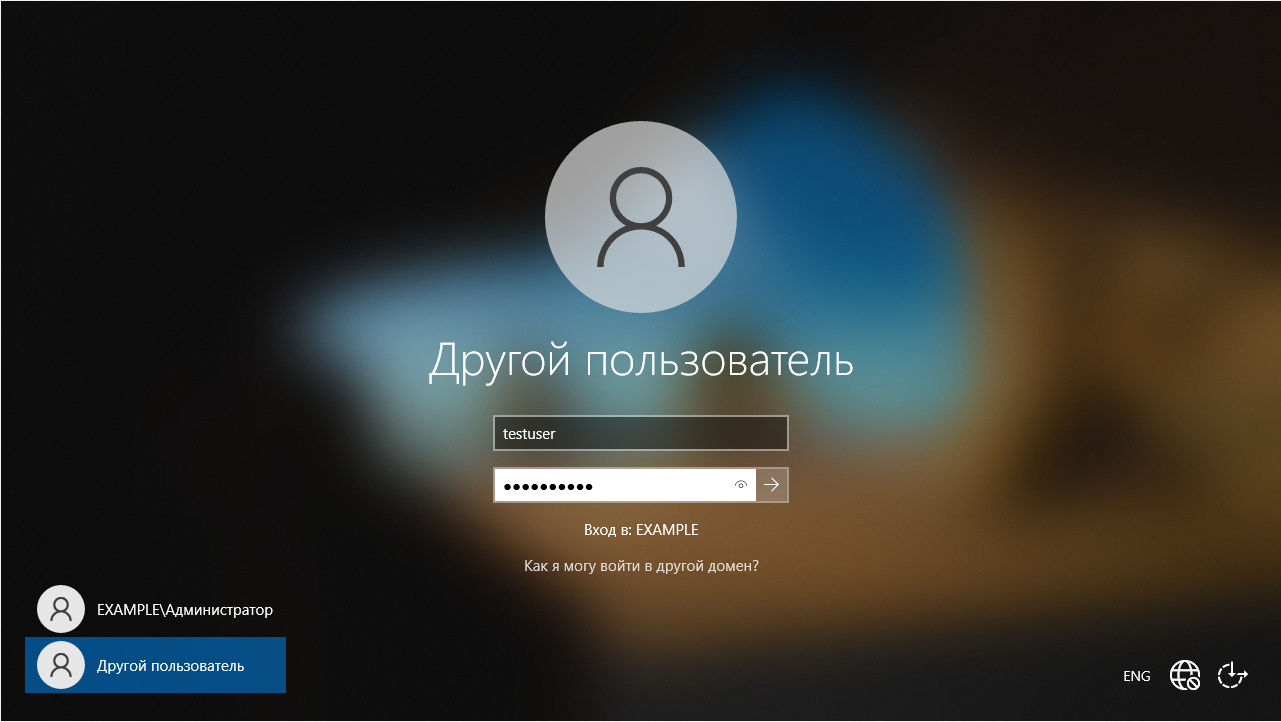 Другой пользователь
testuser
Вход в: EXAMPLE
Как я могу войти в другой домен?
EXAMPLE\Администратор
Другой пользователь
ENG